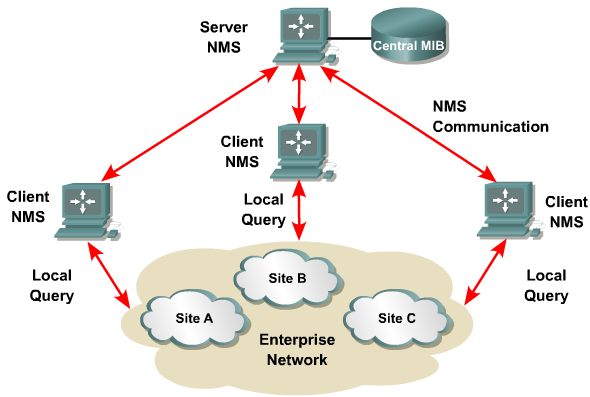 Server
NMS
Central MIB
NMS
Communication
Client
NMS
Client
NMS
Local
Query
Client
NMS
Local
Query
Local
Query
Site B
Site A
Site C
Enterprise
Network